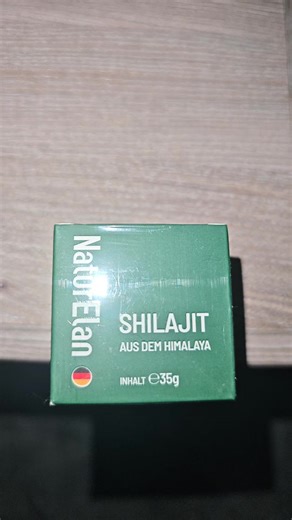 NaturElan
SHILAJIT
AUS DEM HIMALAYA
INHALT ℮35g